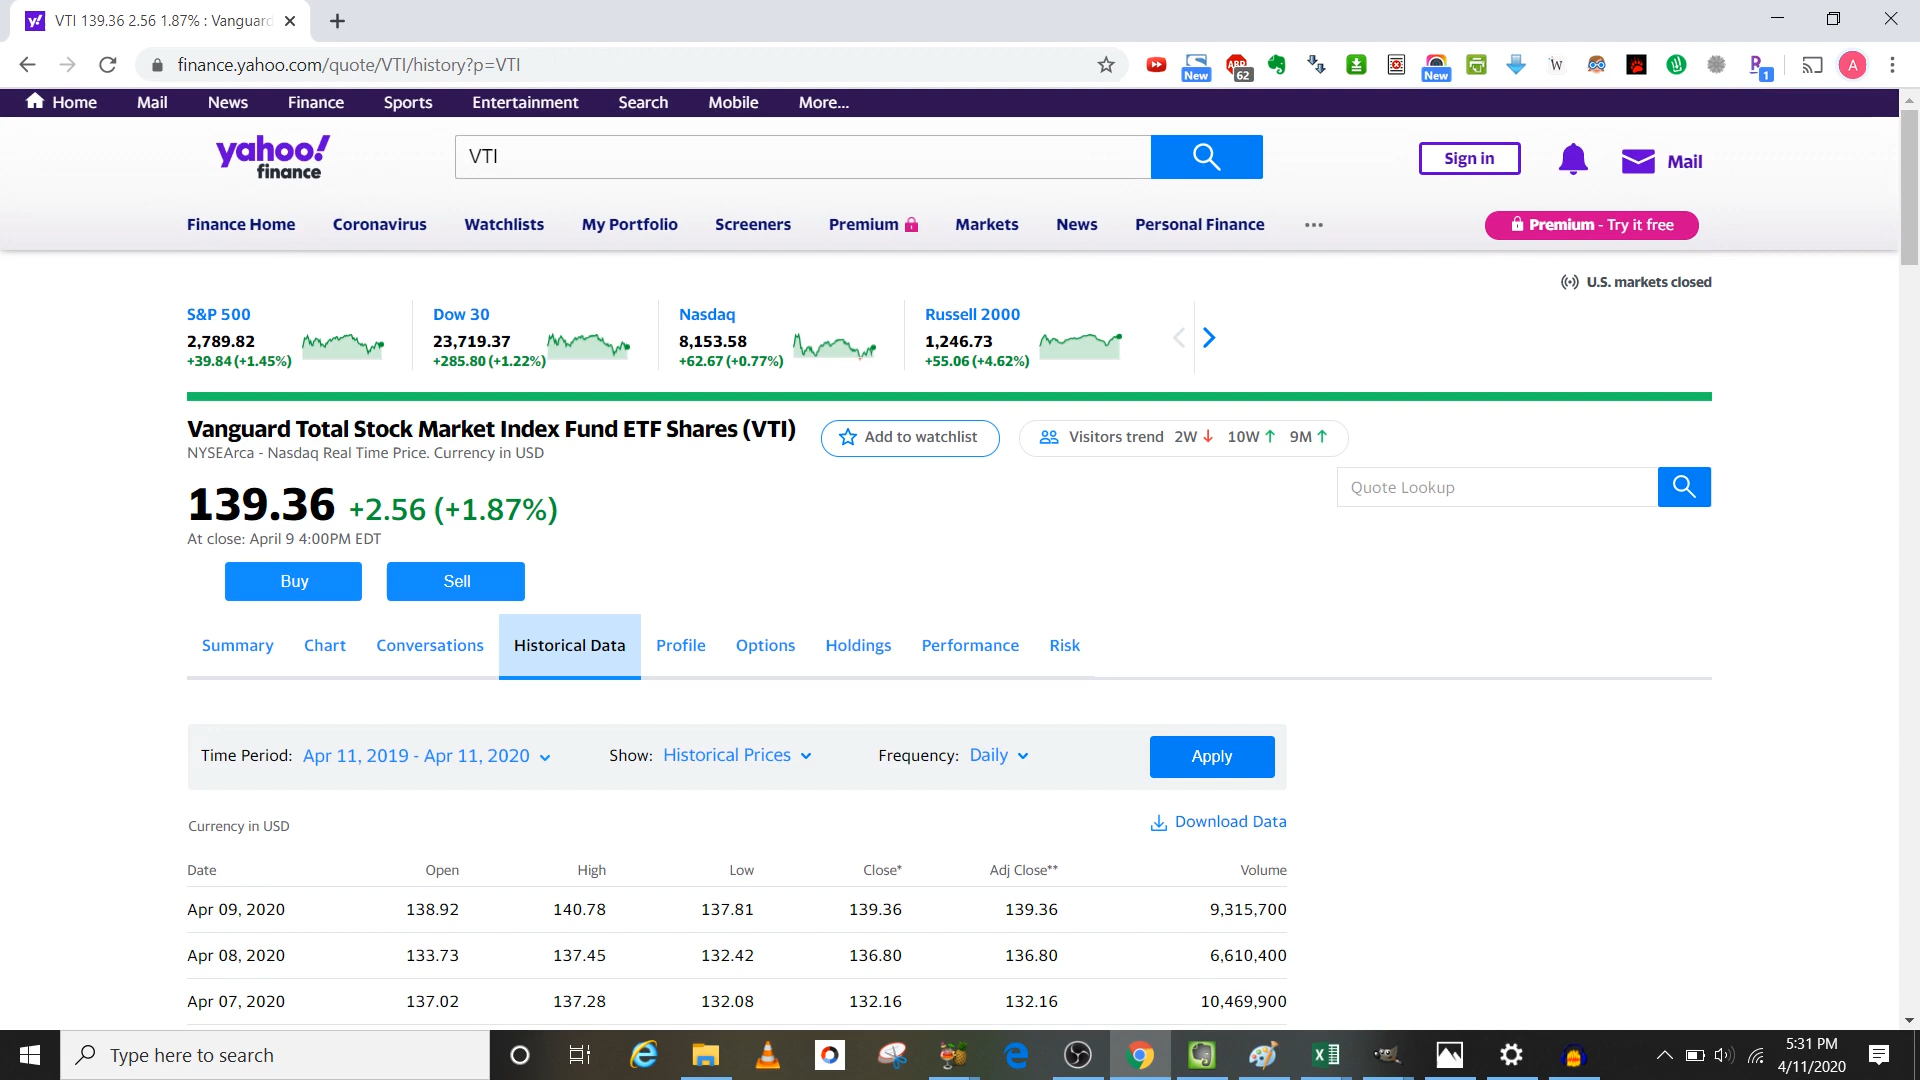 VTI 139.36 2.56 1.87% : Vanguard
finance.yahoo.com/quote/VTI/history?p=VTI
New
ABP
62
New
W
1
A
Home Mail News Finance Sports Entertainment Search Mobile More...
yahoo!
finance
VTI
Sign in
Mail
Finance Home Coronavirus Watchlists My Portfolio Screeners Premium Markets News Personal Finance
Premium - Try it free
U.S. markets closed
S&P 500
2,789.82
+39.84 (+1.45%)
Dow 30
23,719.37
+285.80 (+1.22%)
Nasdaq
8,153.58
+62.67 (+0.77%)
Russell 2000
1,246.73
+55.06 (+4.62%)
Vanguard Total Stock Market Index Fund ETF Shares (VTI)
NYSEArca - Nasdaq Real Time Price. Currency in USD
Add to watchlist
Visitors trend 2W ↓ 10W ↑ 9M ↑
Quote Lookup
139.36 +2.56 (+1.87%)
At close: April 9 4:00PM EDT
Buy Sell
Summary Chart Conversations Historical Data Profile Options Holdings Performance Risk
Time Period: Apr 11, 2019 - Apr 11, 2020 Show: Historical Prices Frequency: Daily Apply
Currency in USD Download Data
Date Open High Low Close* Adj Close** Volume
Apr 09, 2020 138.92 140.78 137.81 139.36 139.36 9,315,700
Apr 08, 2020 133.73 137.45 132.42 136.80 136.80 6,610,400
Apr 07, 2020 137.02 137.28 132.08 132.16 132.16 10,469,900
Type here to search
5:31 PM
4/11/2020